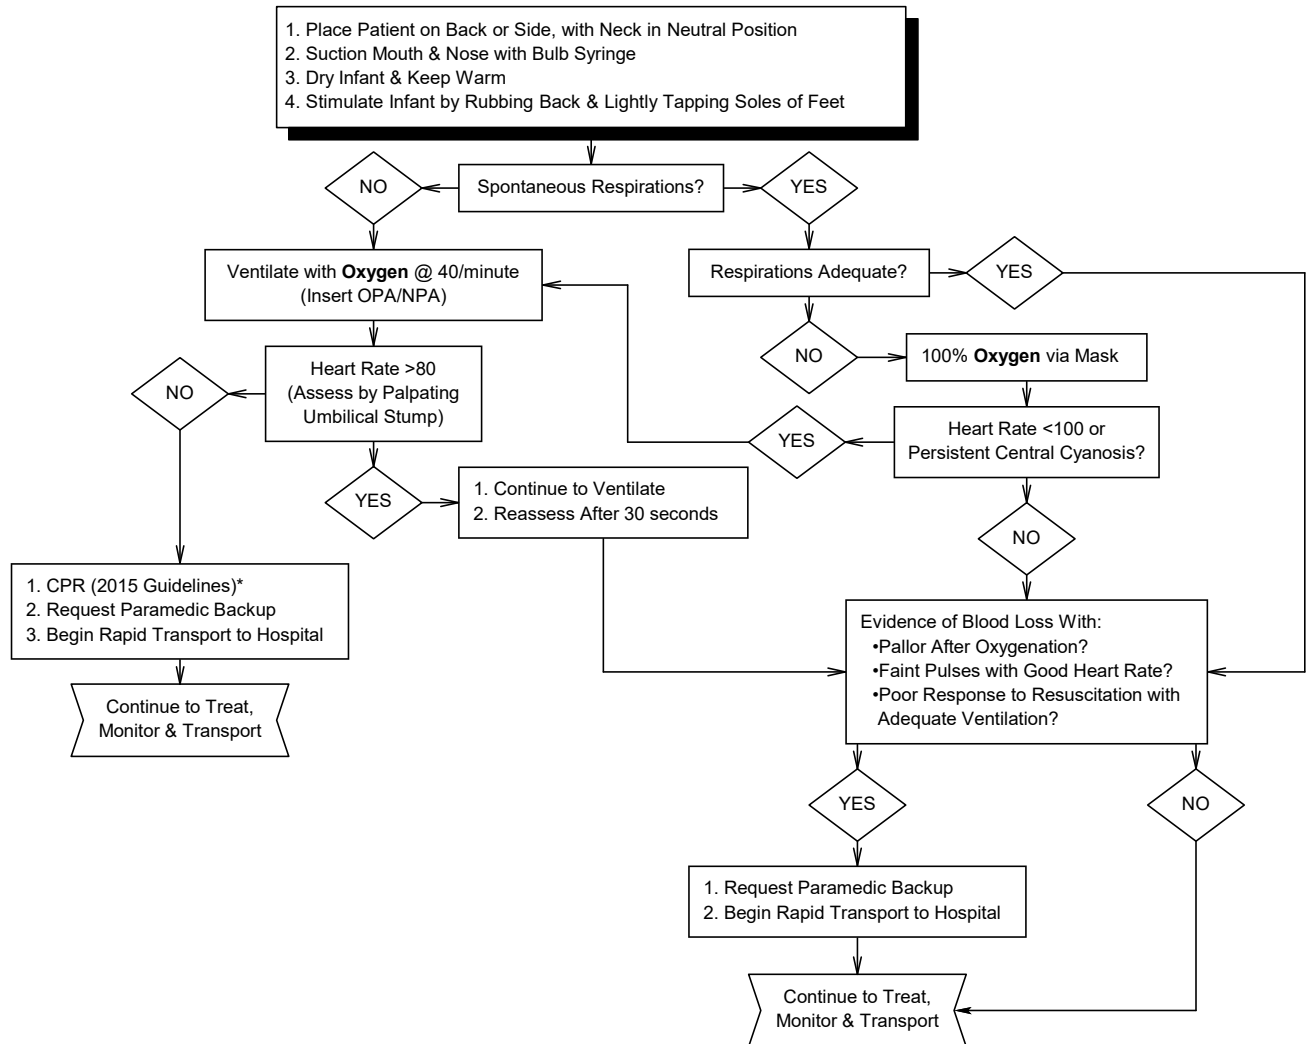 1. Place Patient on Back or Side, with Neck in Neutral Position
2. Suction Mouth & Nose with Bulb Syringe
3. Dry Infant & Keep Warm
4. Stimulate Infant by Rubbing Back & Lightly Tapping Soles of Feet
NO
Spontaneous Respirations?
YES
Ventilate with Oxygen @ 40/minute
(Insert OPA/NPA)
Respirations Adequate?
YES
NO
100% Oxygen via Mask
NO
Heart Rate >80
(Assess by Palpating
Umbilical Stump)
YES
Heart Rate <100 or
Persistent Central Cyanosis?
YES
1. Continue to Ventilate
2. Reassess After 30 seconds
NO
1. CPR (2015 Guidelines)*
2. Request Paramedic Backup
3. Begin Rapid Transport to Hospital
Evidence of Blood Loss With:
•Pallor After Oxygenation?
•Faint Pulses with Good Heart Rate?
•Poor Response to Resuscitation with
Adequate Ventilation?
Continue to Treat,
Monitor & Transport
YES
NO
1. Request Paramedic Backup
2. Begin Rapid Transport to Hospital
Continue to Treat,
Monitor & Transport